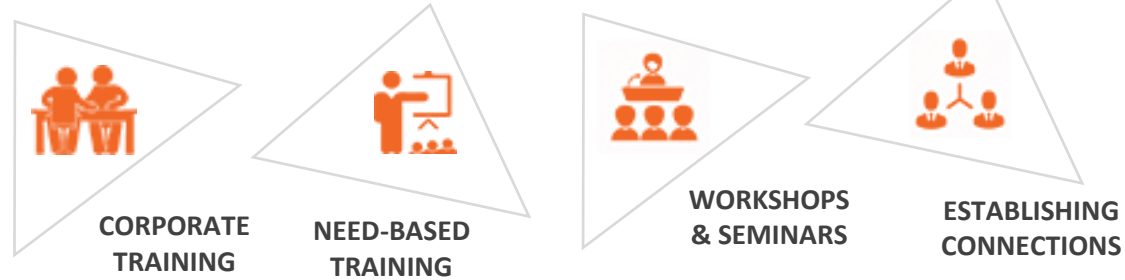 CORPORATE
TRAINING
NEED-BASED
TRAINING
WORKSHOPS
& SEMINARS
ESTABLISHING
CONNECTIONS